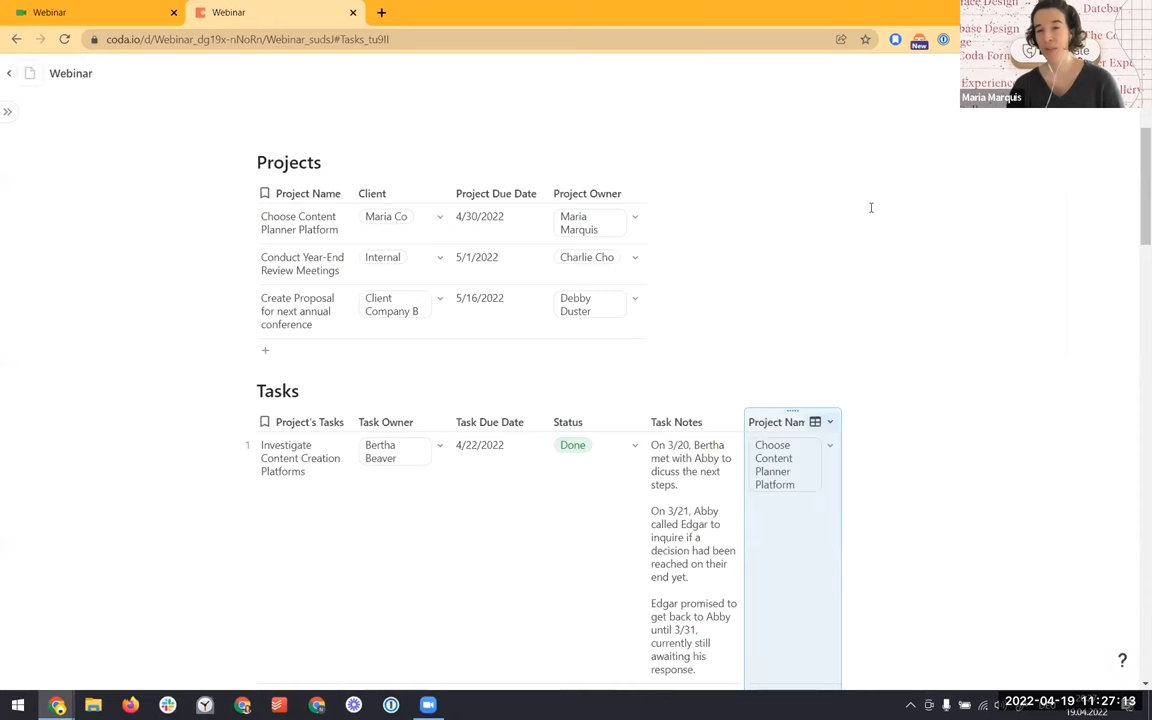 Webinar
Webinar
coda.io/d/Webinar_dg19x-nNoRn/Webinar_sudsJ#Tasks_tu9lI
New
Maria Marquis
Webinar
Projects
Project Name Client Project Due Date Project Owner
Choose Content Maria Co 4/30/2022 Maria
Planner Platform Marquis
Conduct Year-End Internal 5/1/2022 Charlie Cho
Review Meetings
Create Proposal Client 5/16/2022 Debby
for next annual Company B Duster
conference
Tasks
Project's Tasks Task Owner Task Due Date Status Task Notes Project Nam
1 Investigate Bertha 4/22/2022 Done On 3/20, Bertha Choose
Content Creation Beaver met with Abby to Content
Platforms dicuss the next Planner
steps. Platform
On 3/21, Abby
called Edgar to
inquire if a
decision had been
reached on their
end yet.
Edgar promised to
get back to Abby
until 3/31,
currently still
awaiting his
response.
?
2022-04-19 11:27:13
19.04.2022